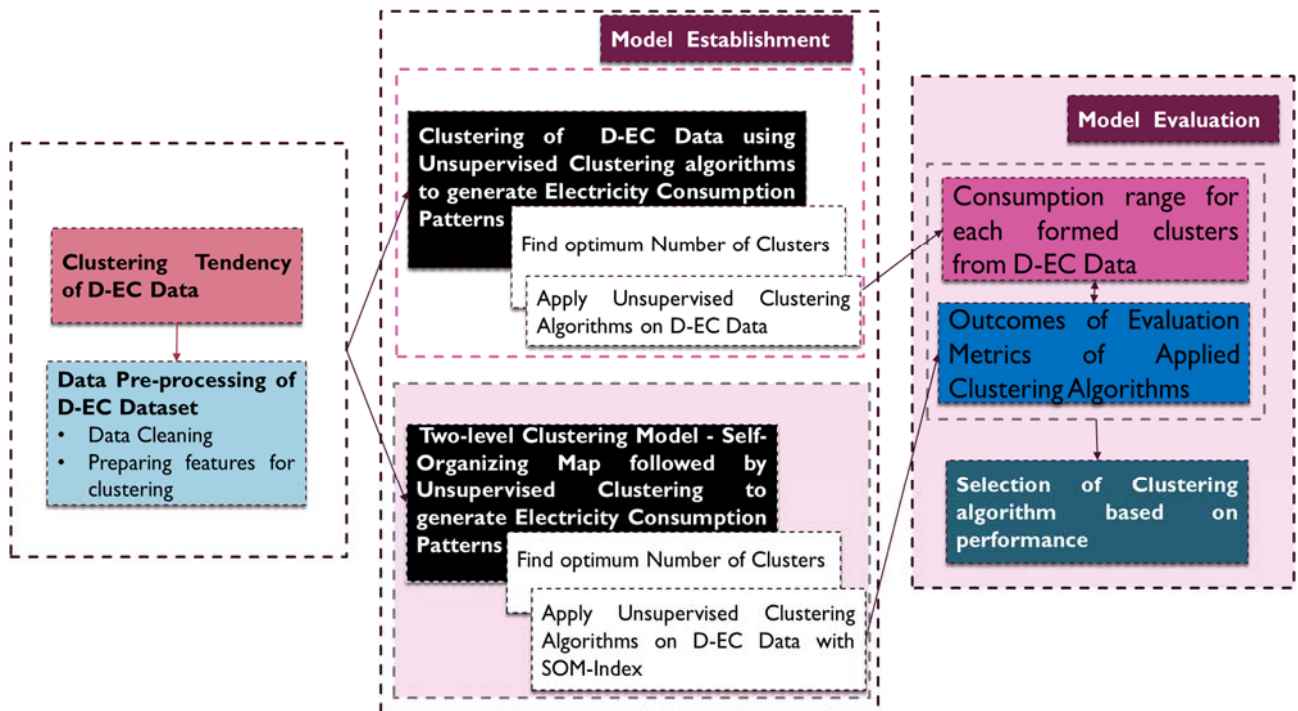 Clustering Tendency
of D-EC Data
Data Pre-processing of
D-EC Dataset
• Data Cleaning
• Preparing features for
clustering
Model Establishment
Clustering of D-EC Data using
Unsupervised Clustering algorithms
to generate Electricity Consumption
Patterns
Find optimum Number of Clusters
Apply Unsupervised Clustering
Algorithms on D-EC Data
Two-level Clustering Model - Self-
Organizing Map followed by
Unsupervised Clustering to
generate Electricity Consumption
Patterns
Find optimum Number of Clusters
Apply Unsupervised Clustering
Algorithms on D-EC Data with
SOM-Index
Model Evaluation
Consumption range for
each formed clusters
from D-EC Data
Outcomes of Evaluation
Metrics of Applied
Clustering Algorithms
Selection of Clustering
algorithm based on
performance